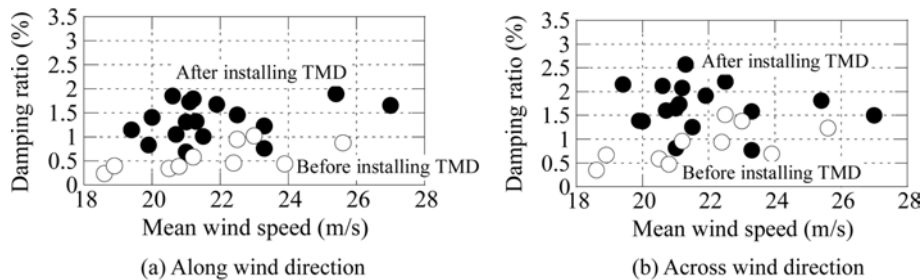 Damping ratio (%)
3.5
3
2.5
2
1.5
1
0.5
0
After installing TMD
Before installing TMD
18 20 22 24 26 28
Mean wind speed (m/s)
(a) Along wind direction
Damping ratio (%)
3.5
3
2.5
2
1.5
1
0.5
0
After installing TMD
Before installing TMD
18 20 22 24 26 28
Mean wind speed (m/s)
(b) Across wind direction